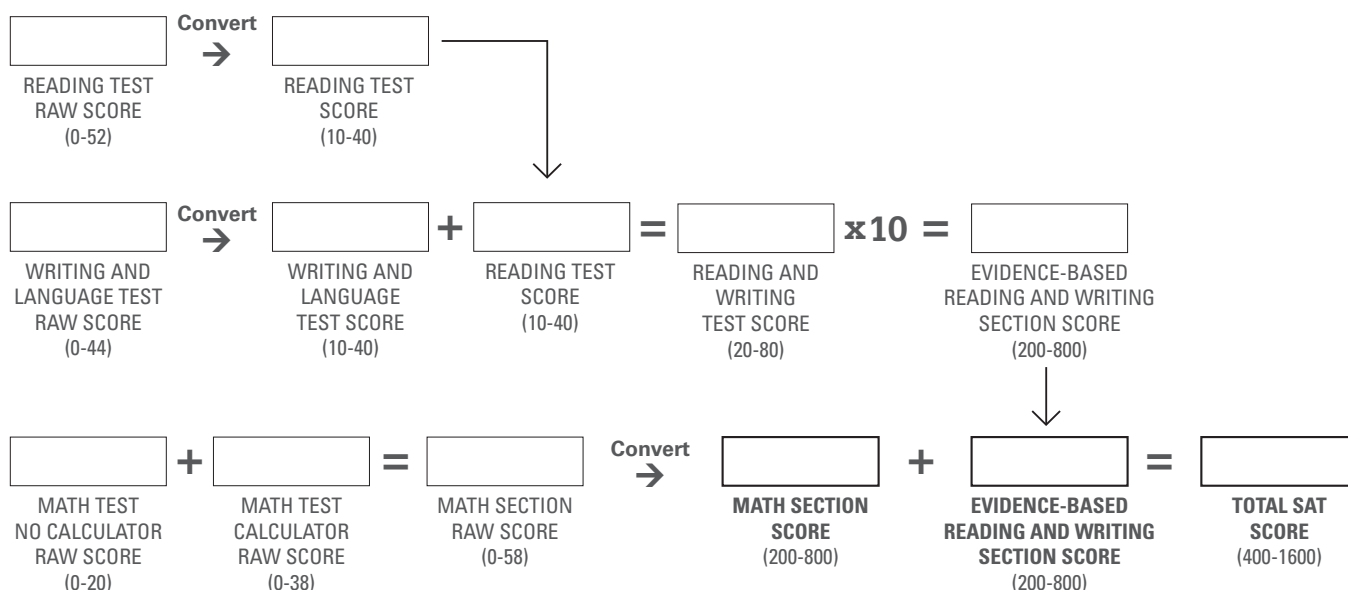 Convert
→
READING TEST
RAW SCORE
(0-52)
READING TEST
SCORE
(10-40)
Convert
→
+
=
x10 =
WRITING AND
LANGUAGE TEST
RAW SCORE
(0-44)
WRITING AND
LANGUAGE
TEST SCORE
(10-40)
READING TEST
SCORE
(10-40)
READING AND
WRITING
TEST SCORE
(20-80)
EVIDENCE-BASED
READING AND WRITING
SECTION SCORE
(200-800)
+
=
Convert
→
+
=
MATH TEST
NO CALCULATOR
RAW SCORE
(0-20)
MATH TEST
CALCULATOR
RAW SCORE
(0-38)
MATH SECTION
RAW SCORE
(0-58)
MATH SECTION
SCORE
(200-800)
EVIDENCE-BASED
READING AND WRITING
SECTION SCORE
(200-800)
TOTAL SAT
SCORE
(400-1600)